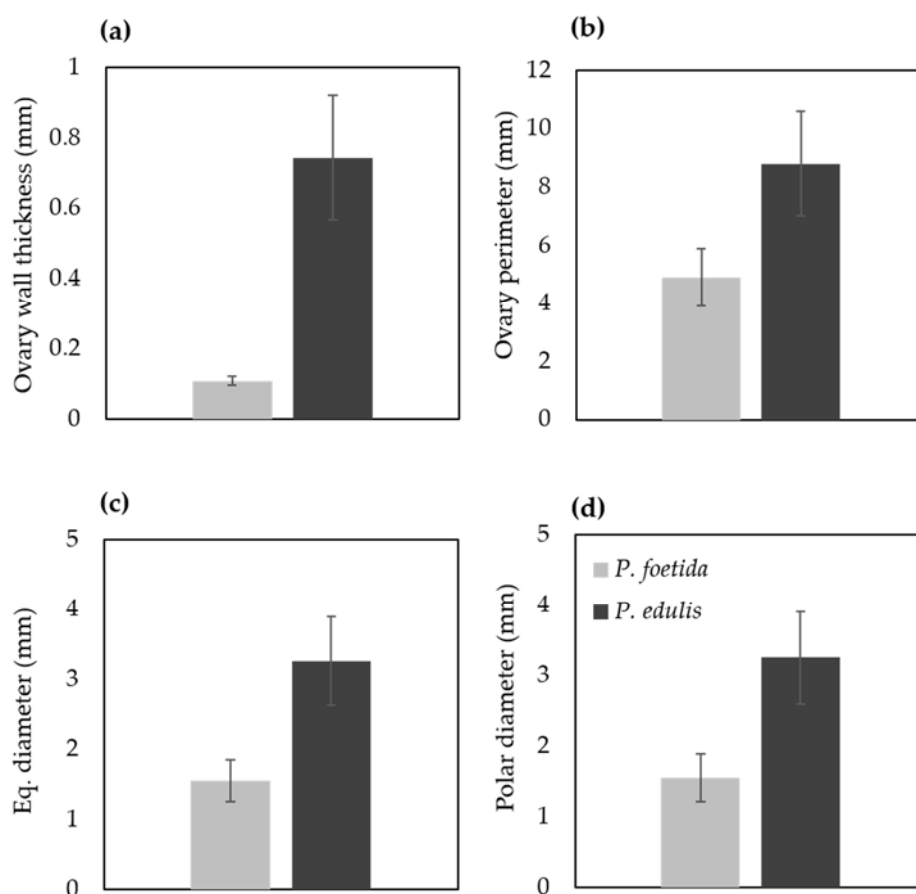 (a)
Ovary wall thickness (mm)
1
0.8
0.6
0.4
0.2
0
(b)
Ovary perimeter (mm)
12
10
8
6
4
2
0
(c)
Eq. diameter (mm)
5
4
3
2
1
0
(d)
Polar diameter (mm)
5
4
3
2
1
0
P. foetida
P. edulis